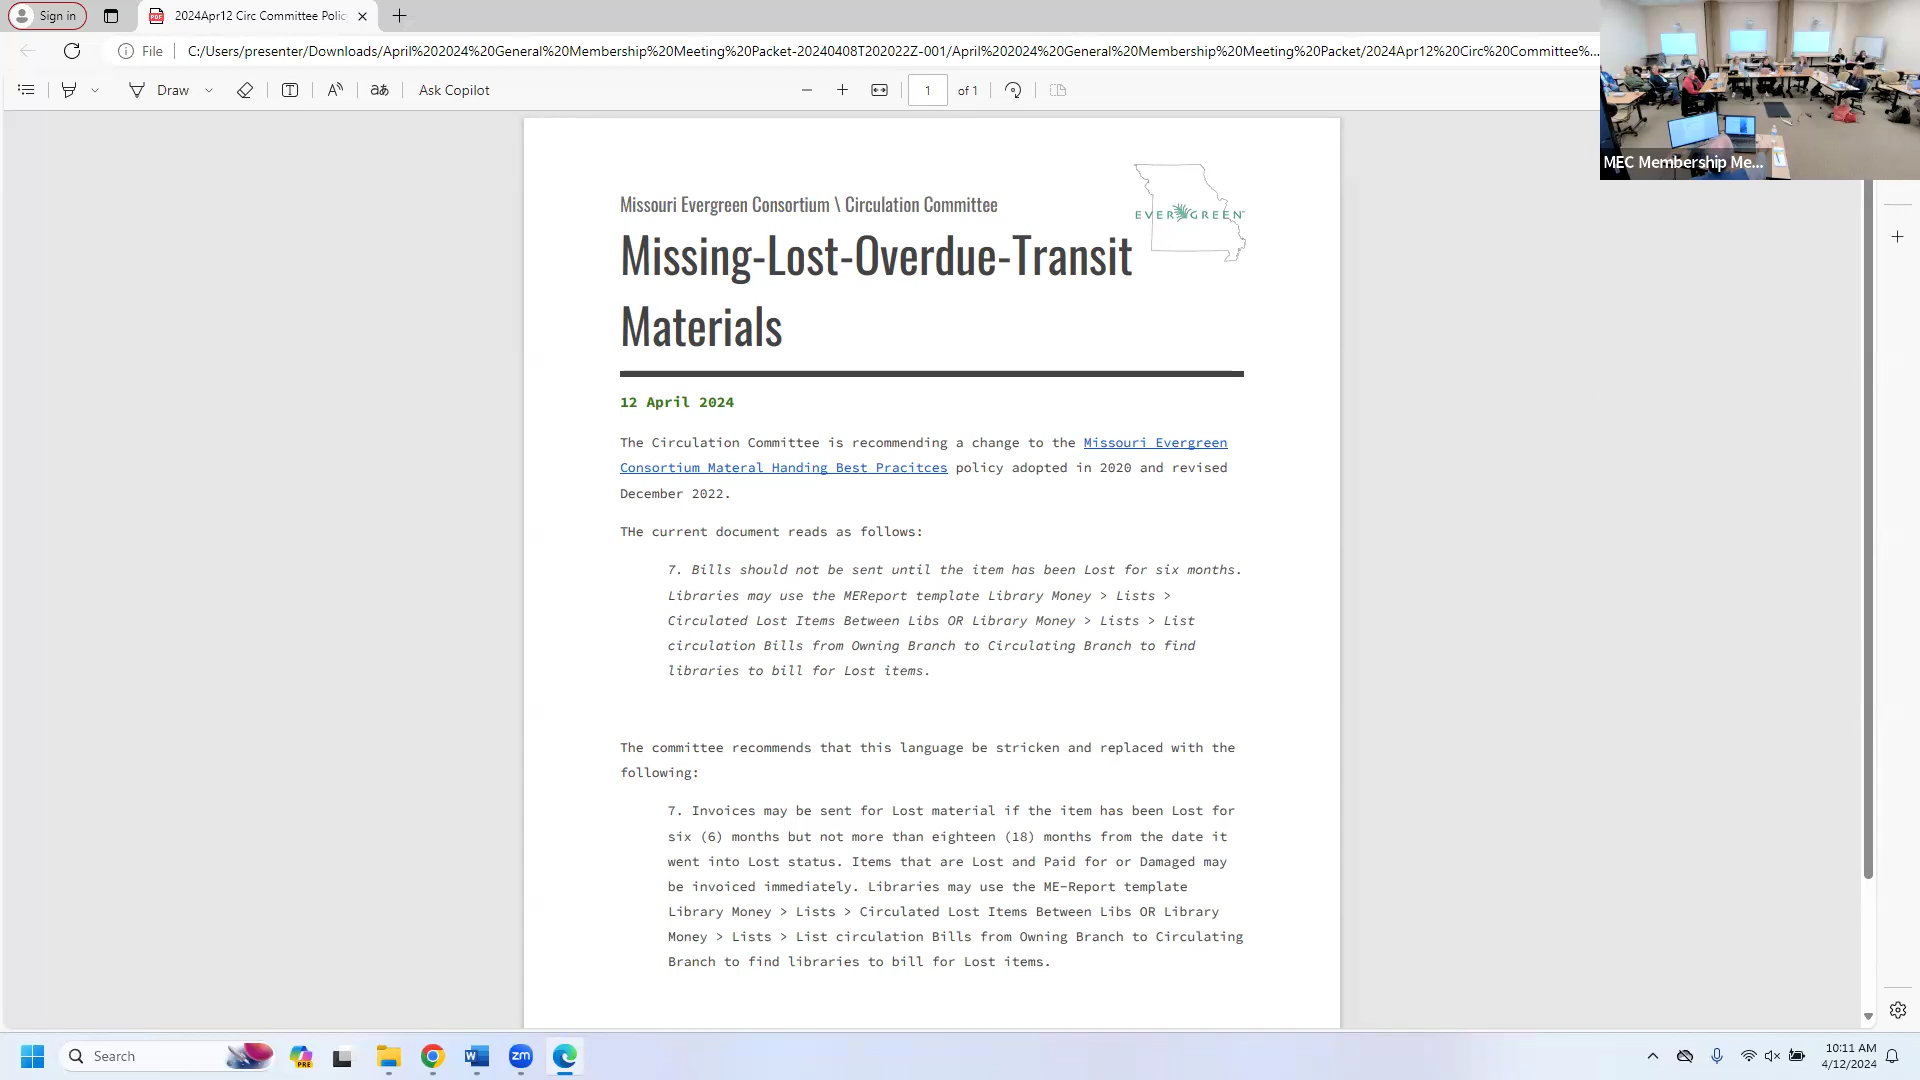 Sign in
2024Apr12 Circ Committee Polic
File
C:/Users/presenter/Downloads/April%202024%20General%20Membership%20Meeting%20Packet-20240408T202022Z-001/April%202024%20General%20Membership%20Meeting%20Packet/2024Apr12%20Circ%20Committee%...
Draw
Ask Copilot
1
of 1
MEC Membership Me...
Missouri Evergreen Consortium \ Circulation Committee
EVERGREEN
Missing-Lost-Overdue-Transit
Materials
12 April 2024
The Circulation Committee is recommending a change to the Missouri Evergreen
Consortium Materal Handing Best Pracitces policy adopted in 2020 and revised
December 2022.
THe current document reads as follows:
7. Bills should not be sent until the item has been Lost for six months.
Libraries may use the MEReport template Library Money > Lists >
Circulated Lost Items Between Libs OR Library Money > Lists > List
circulation Bills from Owning Branch to Circulating Branch to find
libraries to bill for Lost items.
The committee recommends that this language be stricken and replaced with the
following:
7. Invoices may be sent for Lost material if the item has been Lost for
six (6) months but not more than eighteen (18) months from the date it
went into Lost status. Items that are Lost and Paid for or Damaged may
be invoiced immediately. Libraries may use the ME-Report template
Library Money > Lists > Circulated Lost Items Between Libs OR Library
Money > Lists > List circulation Bills from Owning Branch to Circulating
Branch to find libraries to bill for Lost items.
Search
PRE
zm
10:11 AM
4/12/2024